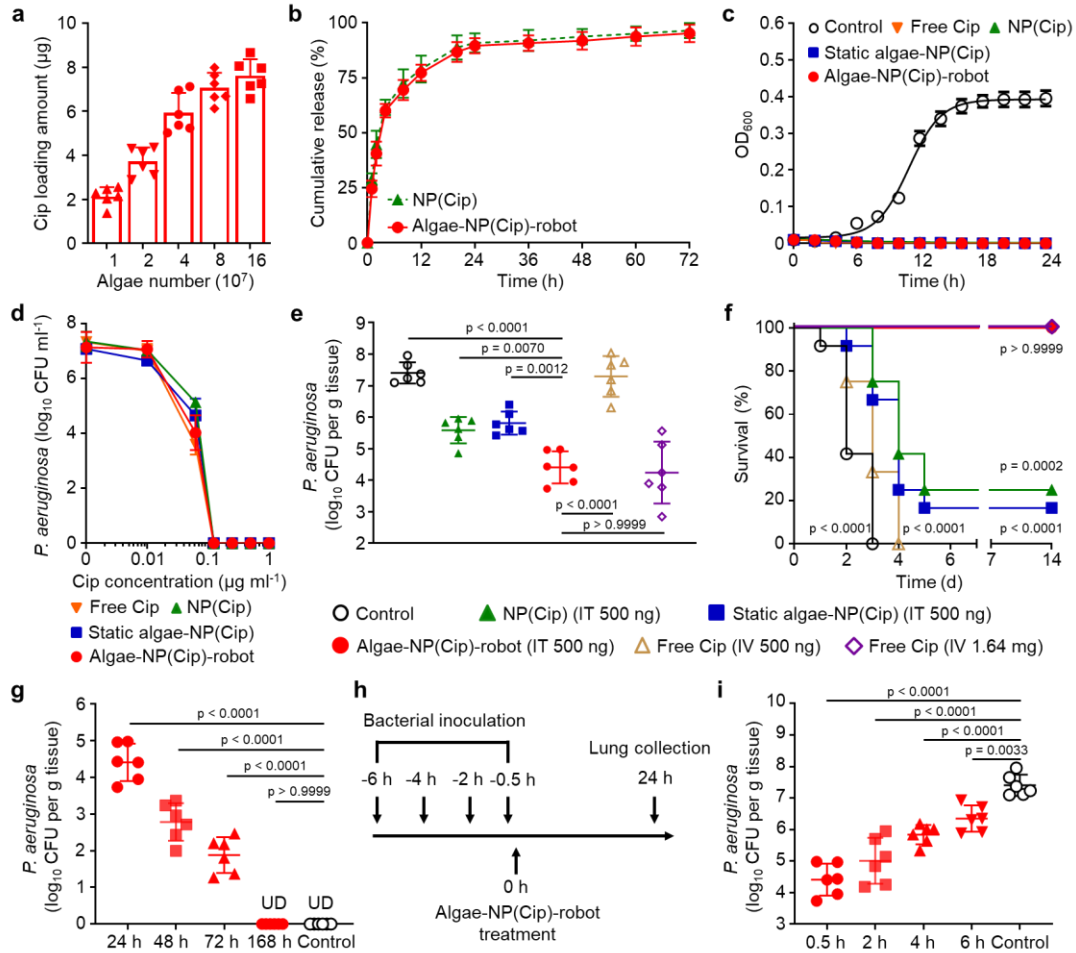 a
Cip loading amount (µg)
10
8
6
4
2
0
1 2 4 8 16
Algae number (10⁷)
b
Cumulative release (%)
100
75
50
25
0
NP(Cip)
Algae-NP(Cip)-robot
0 12 24 36 48 60 72
Time (h)
c
Control Free Cip NP(Cip)
Static algae-NP(Cip)
Algae-NP(Cip)-robot
OD₆₀₀
0.4
0.3
0.2
0.1
0
0 6 12 18 24
Time (h)
d
P. aeruginosa (log₁₀ CFU ml⁻¹)
8
6
4
2
0
0 0.01 0.1 1
Cip concentration (µg ml⁻¹)
Free Cip NP(Cip)
Static algae-NP(Cip)
Algae-NP(Cip)-robot
e
P. aeruginosa
(log₁₀ CFU per g tissue)
9
8
7
6
5
4
3
2
p < 0.0001
p = 0.0070
p = 0.0012
p < 0.0001
p > 0.9999
f
Survival (%)
100
80
60
40
20
0
p > 0.9999
p = 0.0002
p < 0.0001 p < 0.0001 p < 0.0001
0 2 4 6 7 14
Time (d)
Control NP(Cip) (IT 500 ng) Static algae-NP(Cip) (IT 500 ng)
Algae-NP(Cip)-robot (IT 500 ng) Free Cip (IV 500 ng) Free Cip (IV 1.64 mg)
g
P. aeruginosa
(log₁₀ CFU per g tissue)
6
5
4
3
2
1
0
p < 0.0001
p < 0.0001
p < 0.0001
p > 0.9999
UD UD
24 h 48 h 72 h 168 h Control
h
Bacterial inoculation
Lung collection
-6 h -4 h -2 h -0.5 h 24 h
0 h
Algae-NP(Cip)-robot
treatment
i
P. aeruginosa
(log₁₀ CFU per g tissue)
10
9
8
7
6
5
4
3
p < 0.0001
p < 0.0001
p < 0.0001
p = 0.0033
0.5 h 2 h 4 h 6 h Control